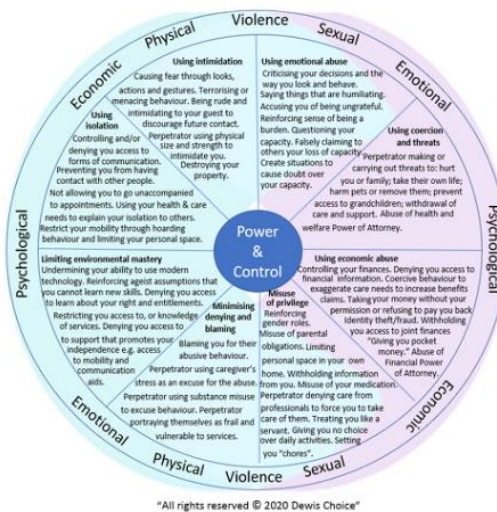 Violence
Physical
Sexual
Economic
Emotional
Psychological
Psychological
Emotional
Economic
Physical
Sexual
Violence
Power
&
Control
Using intimidation
Causing fear through looks,
actions and gestures. Terrorising or
menacing behaviour. Being rude and
intimidating to your guest to
discourage future contact.
Perpetrator using physical
size and strength to
intimidate you.
Destroying your
property.
Using emotional abuse
Criticising your decisions and the
way you look and behave.
Saying things that are humiliating.
Accusing you of being ungrateful.
Reinforcing sense of being a
burden. Questioning your
capacity. Falsely claiming to
others your loss of capacity.
Create situations to
cause doubt over
your capacity.
Using coercion
and threats
Perpetrator making or
carrying out threats to: hurt
you or family; take their own life;
harm pets or remove them; prevent
access to grandchildren; withdrawal of
care and support. Abuse of health and
welfare Power of Attorney.
Using economic abuse
Controlling your finances. Denying you access to
financial information. Coercive behaviour to
exaggerate care needs to increase benefits
claims. Taking your money without your
permission or refusing to pay you back
Identity theft/fraud. Withholding
you access to joint finances
"Giving you pocket
money." Abuse of
Financial Power
of Attorney.
Misuse
of privilege
Reinforcing
gender roles.
Misuse of parental
obligations. Limiting
personal space in your own
home. Withholding information
from you. Misuse of your medication.
Perpetrator denying care from
professionals to force you to take
care of them. Treating you like a
servant. Giving you no choice
over daily activities. Setting
you "chores".
Minimising
denying and
blaming
Blaming you for their
abusive behaviour.
Perpetrator using caregiver's
stress as an excuse for the abuse.
Perpetrator using substance misuse
to excuse behaviour. Perpetrator
portraying themselves as frail and
vulnerable to services.
Limiting environmental mastery
Undermining your ability to use modern
technology. Reinforcing ageist assumptions that
you cannot learn new skills. Denying you access
to learn about your right and entitlements.
Restricting you access to, or knowledge
of services. Denying you access to
to support that promotes your
independence e.g. access
to mobility and
communication
aids.
Using
isolation
Controlling and/or
denying you access to
forms of communication.
Preventing you from having
contact with other people.
Not allowing you to go unaccompanied
to appointments. Using your health & care
needs to explain your isolation to others.
Restrict your mobility through hoarding
behaviour and limiting your personal space.
"All rights reserved © 2020 Dewis Choice"